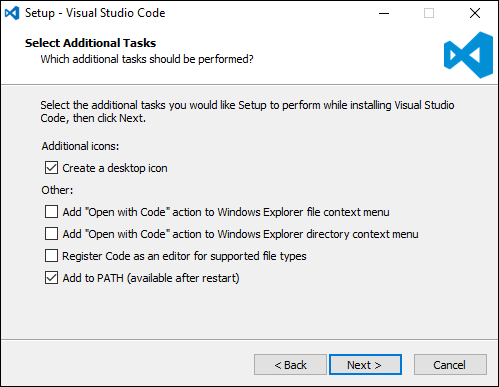 Setup - Visual Studio Code
Select Additional Tasks
Which additional tasks should be performed?
Select the additional tasks you would like Setup to perform while installing Visual Studio
Code, then click Next.
Additional icons:
Create a desktop icon
Other:
Add "Open with Code" action to Windows Explorer file context menu
Add "Open with Code" action to Windows Explorer directory context menu
Register Code as an editor for supported file types
Add to PATH (available after restart)
< Back Next > Cancel